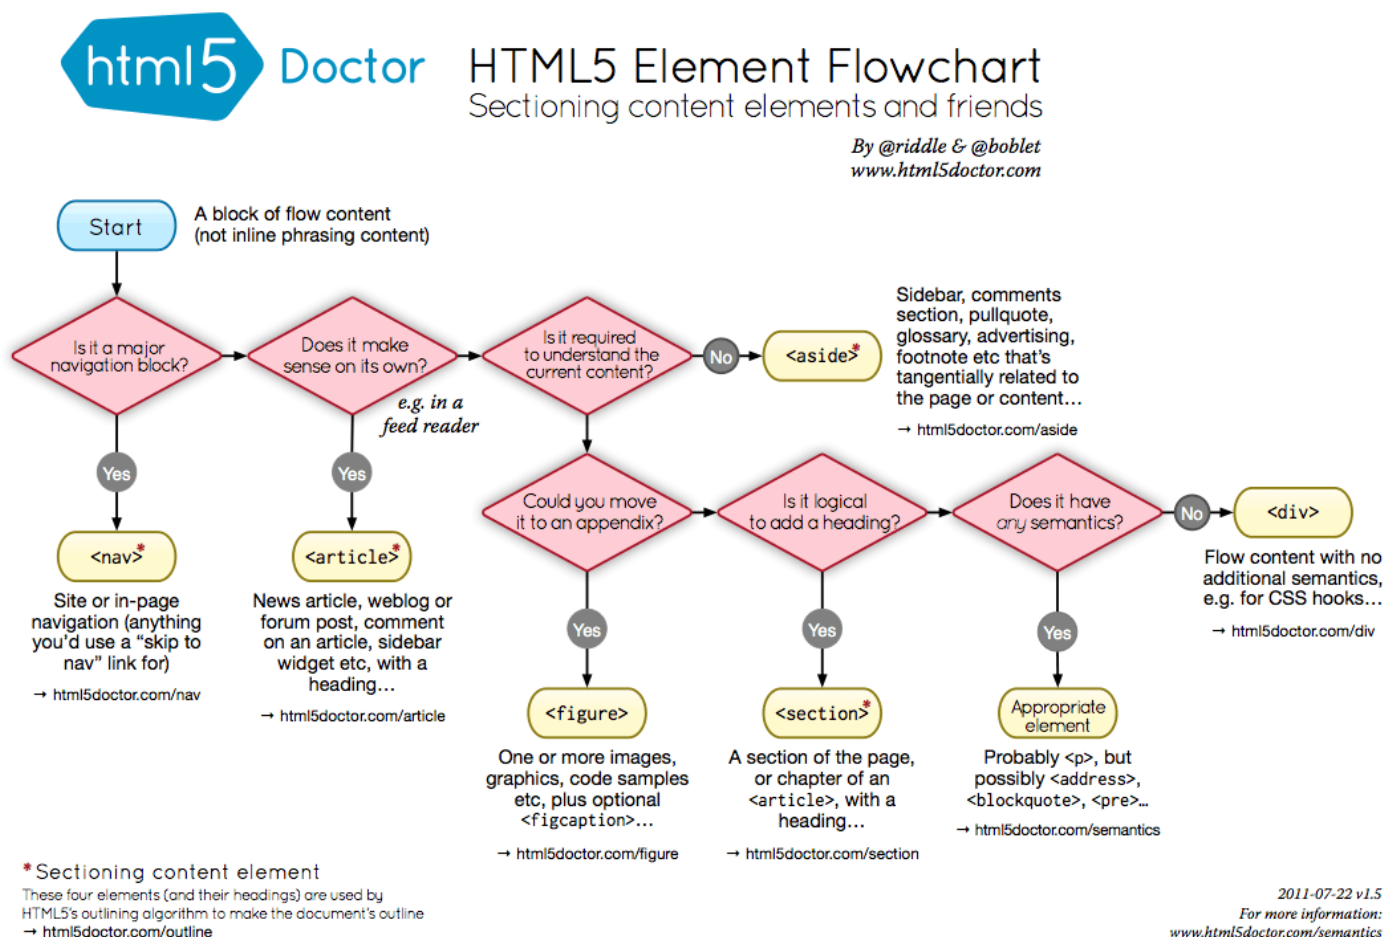 html5 Doctor
HTML5 Element Flowchart
Sectioning content elements and friends
By @riddle & @boblet
www.html5doctor.com
Start
A block of flow content
(not inline phrasing content)
Is it a major
navigation block?
Does it make
sense on its own?
e.g. in a
feed reader
Is it required
to understand the
current content?
No
<aside>*
Sidebar, comments
section, pullquote,
glossary, advertising,
footnote etc that's
tangentially related to
the page or content…
→ html5doctor.com/aside
Yes
<nav>*
Site or in-page
navigation (anything
you'd use a “skip to
nav” link for)
→ html5doctor.com/nav
Yes
<article>*
News article, weblog or
forum post, comment
on an article, sidebar
widget etc, with a
heading…
→ html5doctor.com/article
Could you move
it to an appendix?
Is it logical
to add a heading?
Does it have
any semantics?
No
<div>
Flow content with no
additional semantics,
e.g. for CSS hooks…
→ html5doctor.com/div
Yes
<figure>
One or more images,
graphics, code samples
etc, plus optional
<figcaption>…
→ html5doctor.com/figure
Yes
<section>*
A section of the page,
or chapter of an
<article>, with a
heading…
→ html5doctor.com/section
Yes
Appropriate
element
Probably <p>, but
possibly <address>,
<blockquote>, <pre>…
→ html5doctor.com/semantics
* Sectioning content element
These four elements (and their headings) are used by
HTML5's outlining algorithm to make the document's outline
→ html5doctor.com/outline
2011-07-22 v1.5
For more information:
www.html5doctor.com/semantics